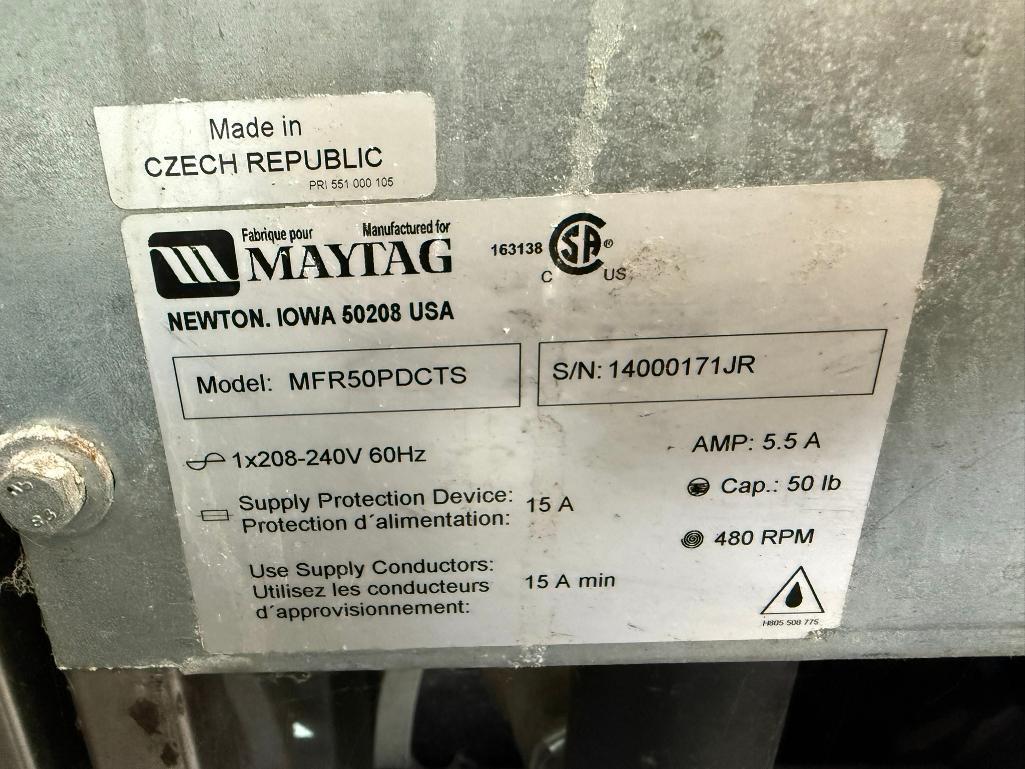 Made in
CZECH REPUBLIC
PRI 551 000 105
Fabrique pour Manufactured for
MAYTAG
163138 SA ®
C US
NEWTON. IOWA 50208 USA
Model: MFR50PDCTS
S/N: 14000171JR
1x208-240V 60Hz
AMP: 5.5 A
Supply Protection Device: 15 A
Protection d´alimentation:
Cap.: 50 lb
480 RPM
Use Supply Conductors: 15 A min
Utilisez les conducteurs
d´approvisionnement:
H805 508 775